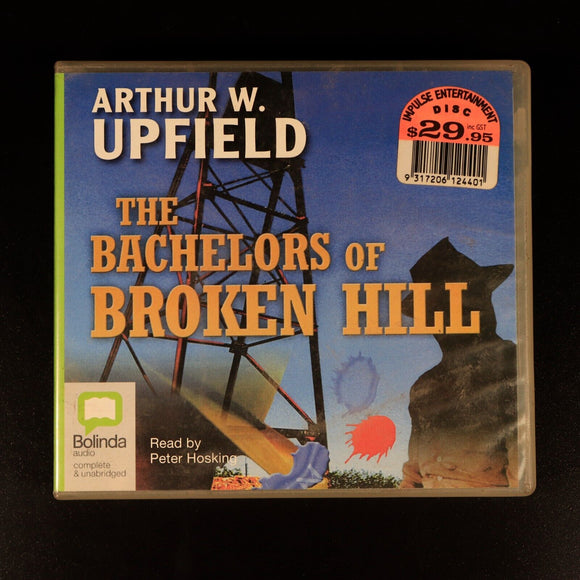 ARTHUR W.
UPFIELD
IMPULSE ENTERTAINMENT
DISC
$29.95
inc GST
9 317206 124401
THE
BACHELORS OF
BROKEN HILL
Bolinda
audio
complete
& unabridged
Read by
Peter Hosking